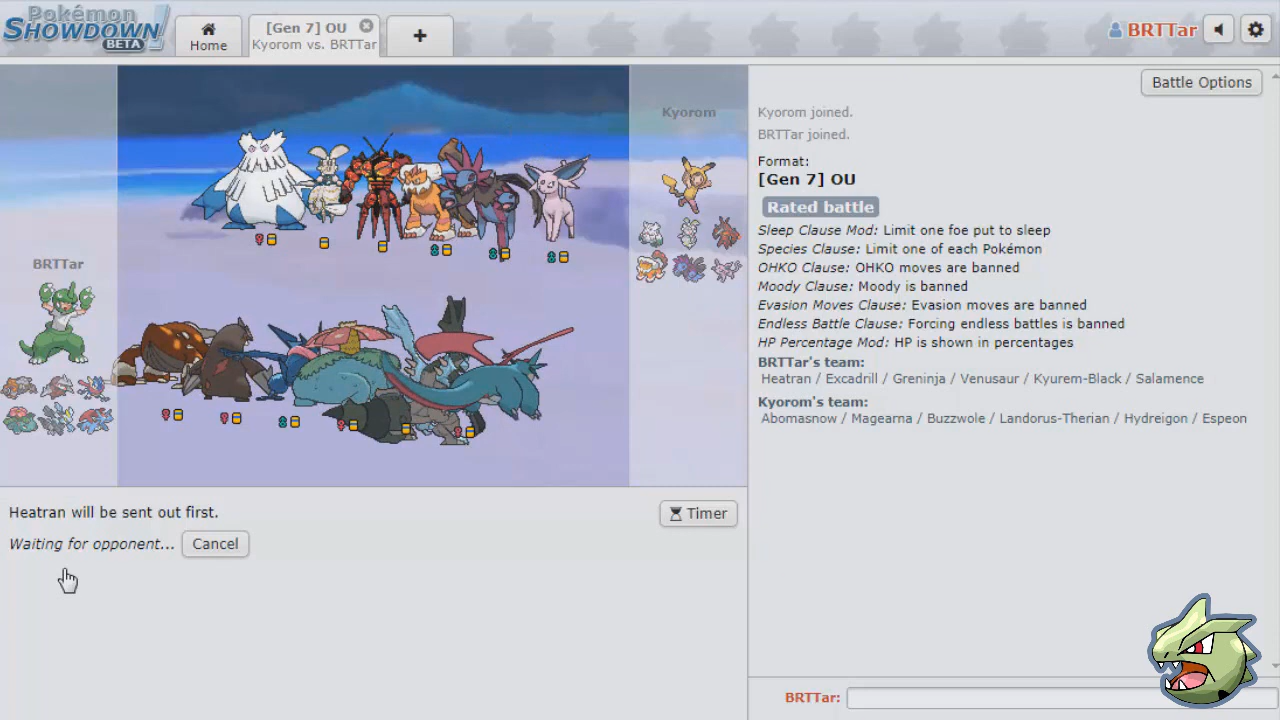 Pokémon
SHOWDOWN!
BETA
Home
[Gen 7] OU
Kyorom vs. BRTTar
+
BRTTar
BRTTar
Kyorom
Battle Options
Kyorom joined.
BRTTar joined.
Format:
[Gen 7] OU
Rated battle
Sleep Clause Mod: Limit one foe put to sleep
Species Clause: Limit one of each Pokémon
OHKO Clause: OHKO moves are banned
Moody Clause: Moody is banned
Evasion Moves Clause: Evasion moves are banned
Endless Battle Clause: Forcing endless battles is banned
HP Percentage Mod: HP is shown in percentages
BRTTar's team:
Heatran / Excadrill / Greninja / Venusaur / Kyurem-Black / Salamence
Kyorom's team:
Abomasnow / Magearna / Buzzwole / Landorus-Therian / Hydreigon / Espeon
Heatran will be sent out first.
Timer
Waiting for opponent...
Cancel
BRTTar: